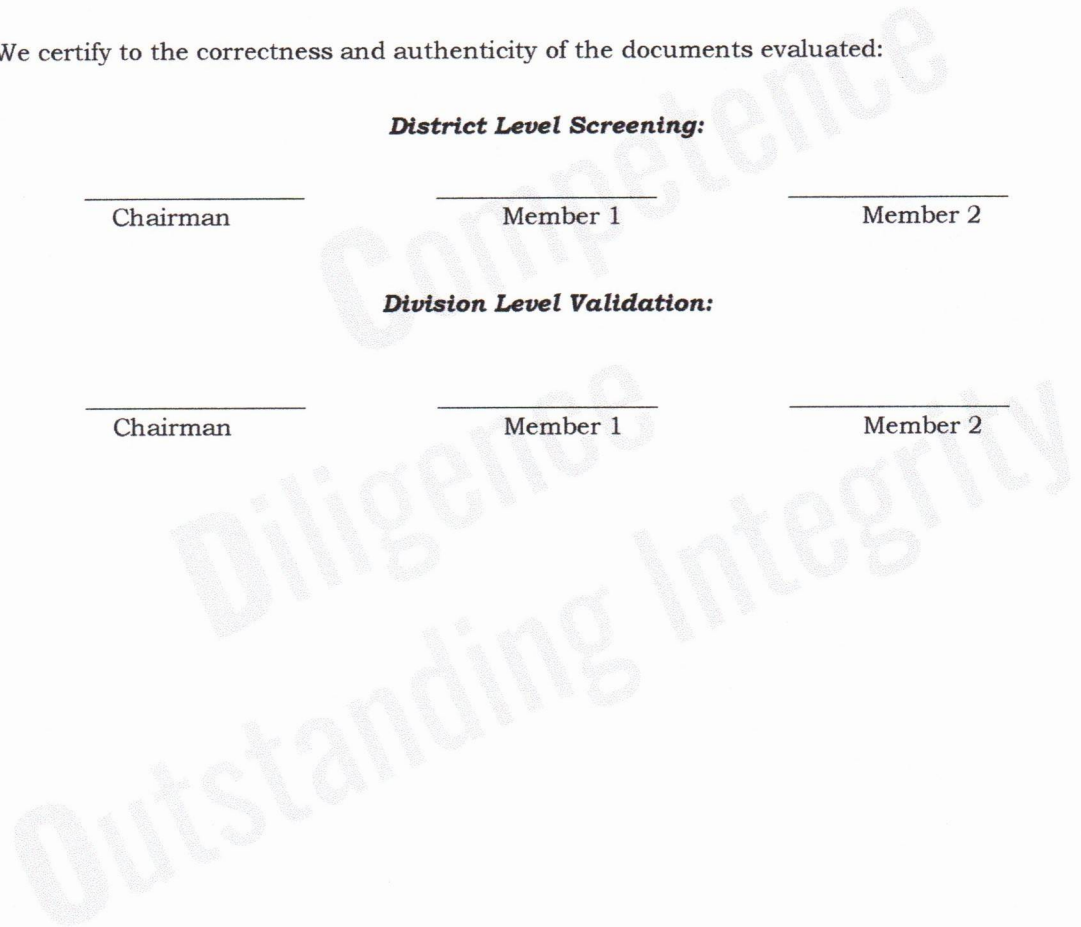 We certify to the correctness and authenticity of the documents evaluated:
District Level Screening:
Chairman Member 1 Member 2
Division Level Validation:
Chairman Member 1 Member 2
Competence
Diligence
Outstanding Integrity